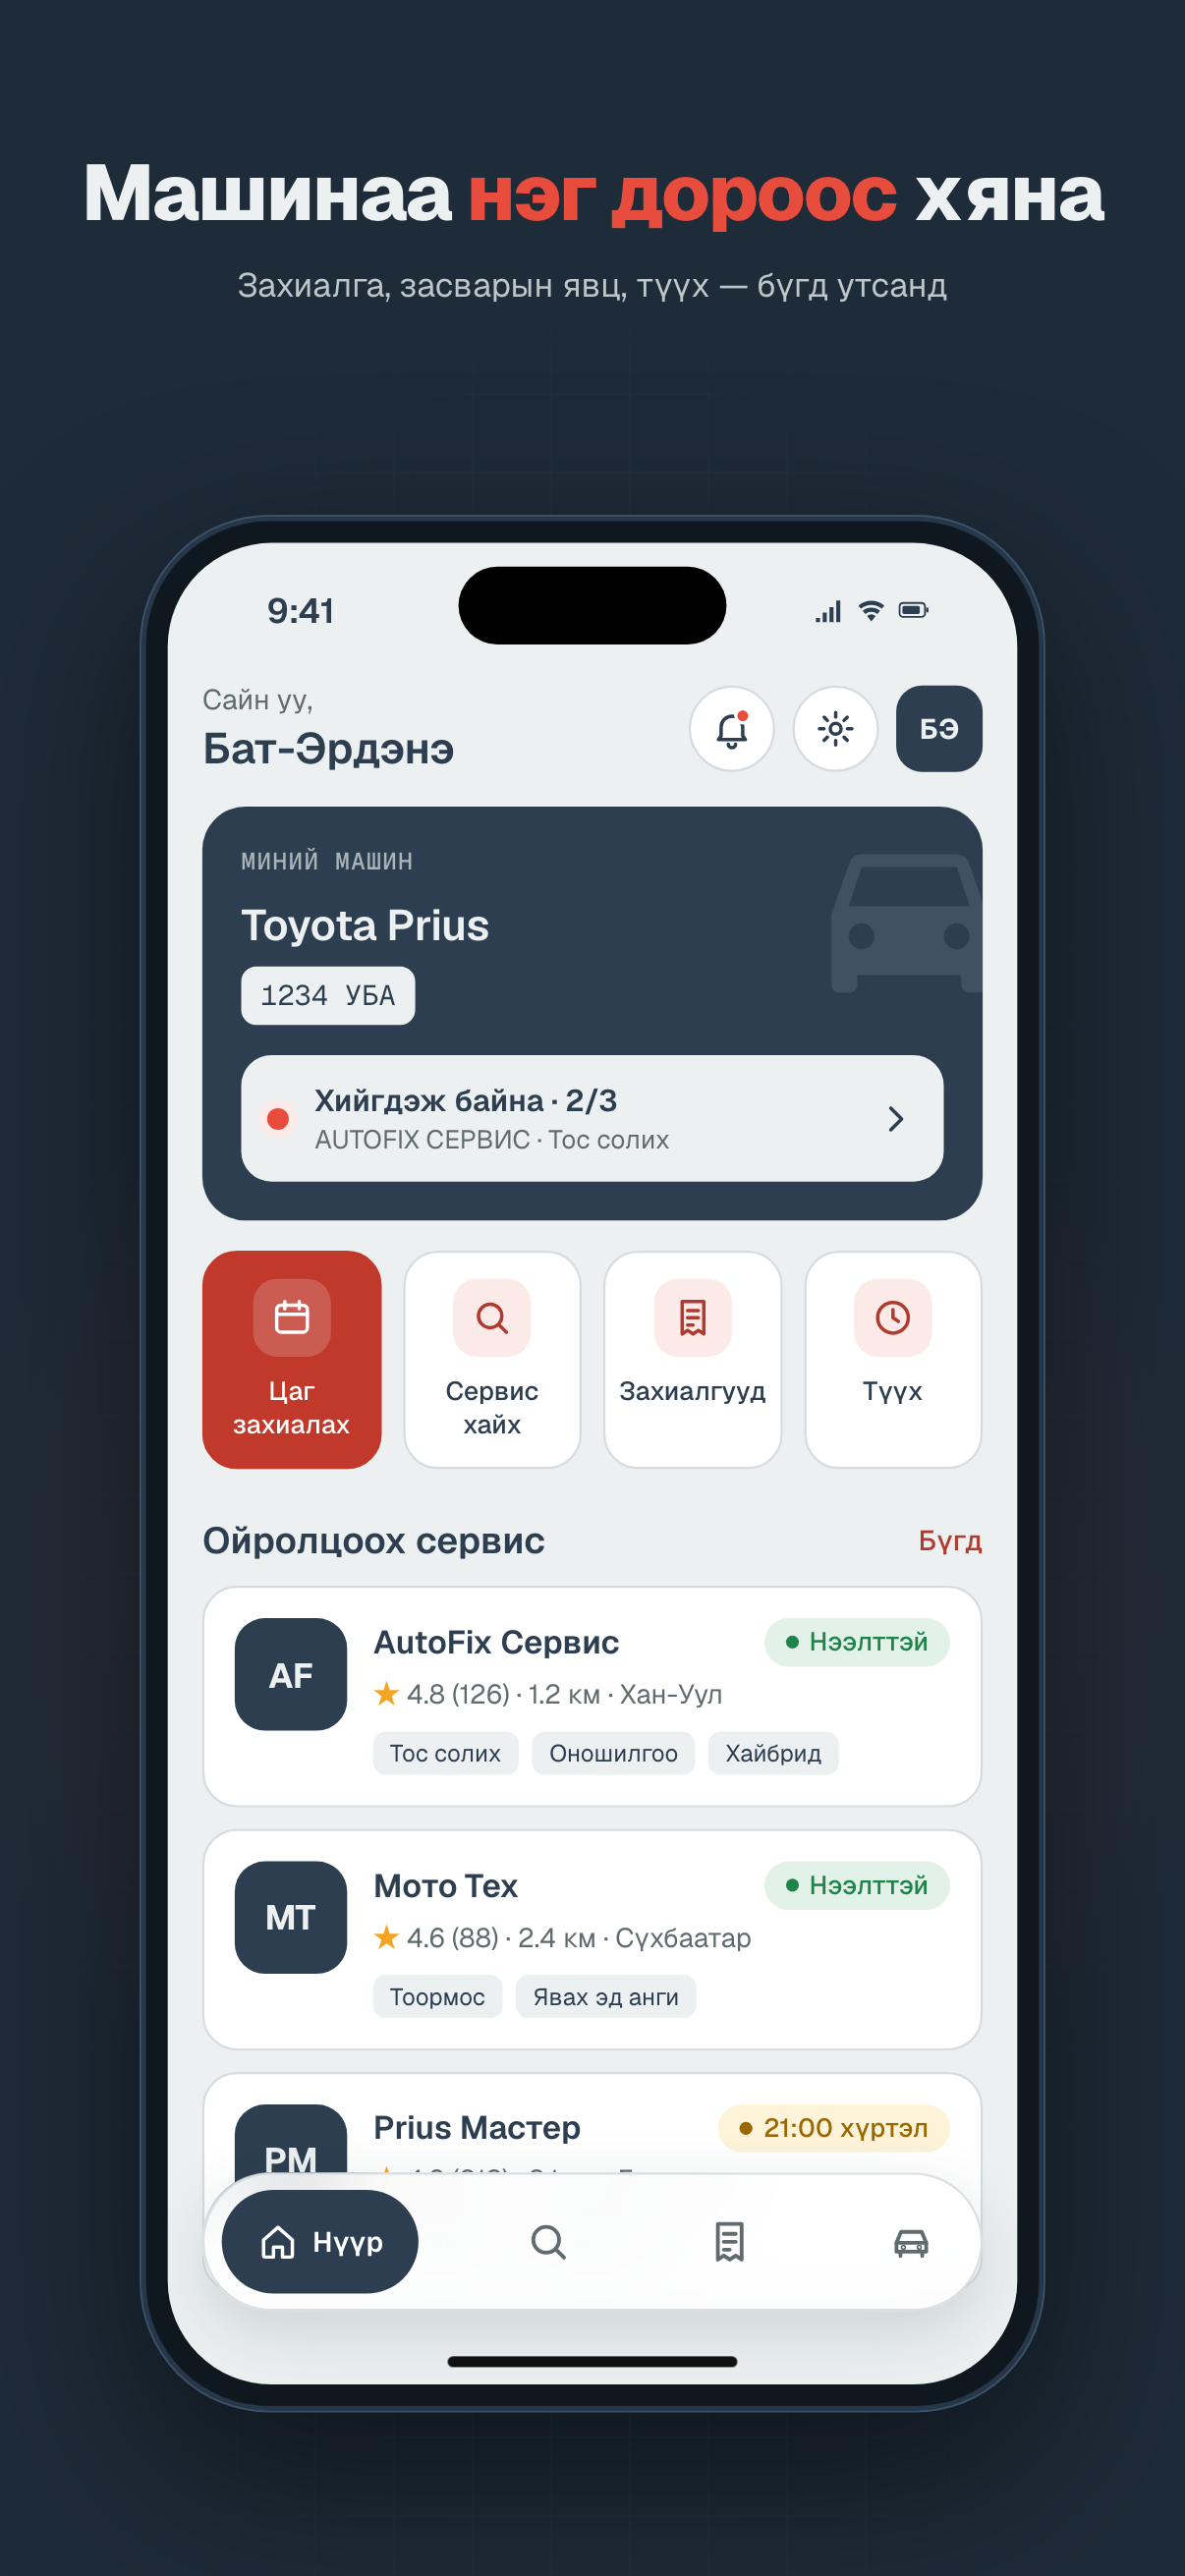 Машинаа нэг дороос хяна
Захиалга, засварын явц, түүх — бүгд утсанд
9:41
Сайн уу,
Бат-Эрдэнэ
БЭ
МИНИЙ МАШИН
Toyota Prius
1234 УБА
Хийгдэж байна · 2/3
AUTOFIX СЕРВИС · Тос солих
Цаг захиалах
Сервис хайх
Захиалгууд
Түүх
Ойролцоох сервис
Бүгд
AF
AutoFix Сервис
Нээлттэй
★ 4.8 (126) · 1.2 км · Хан-Уул
Тос солих
Оношилгоо
Хайбрид
МТ
Мото Тех
Нээлттэй
★ 4.6 (88) · 2.4 км · Сүхбаатар
Тоормос
Явах эд анги
PM
Prius Мастер
21:00 хүртэл
Нүүр